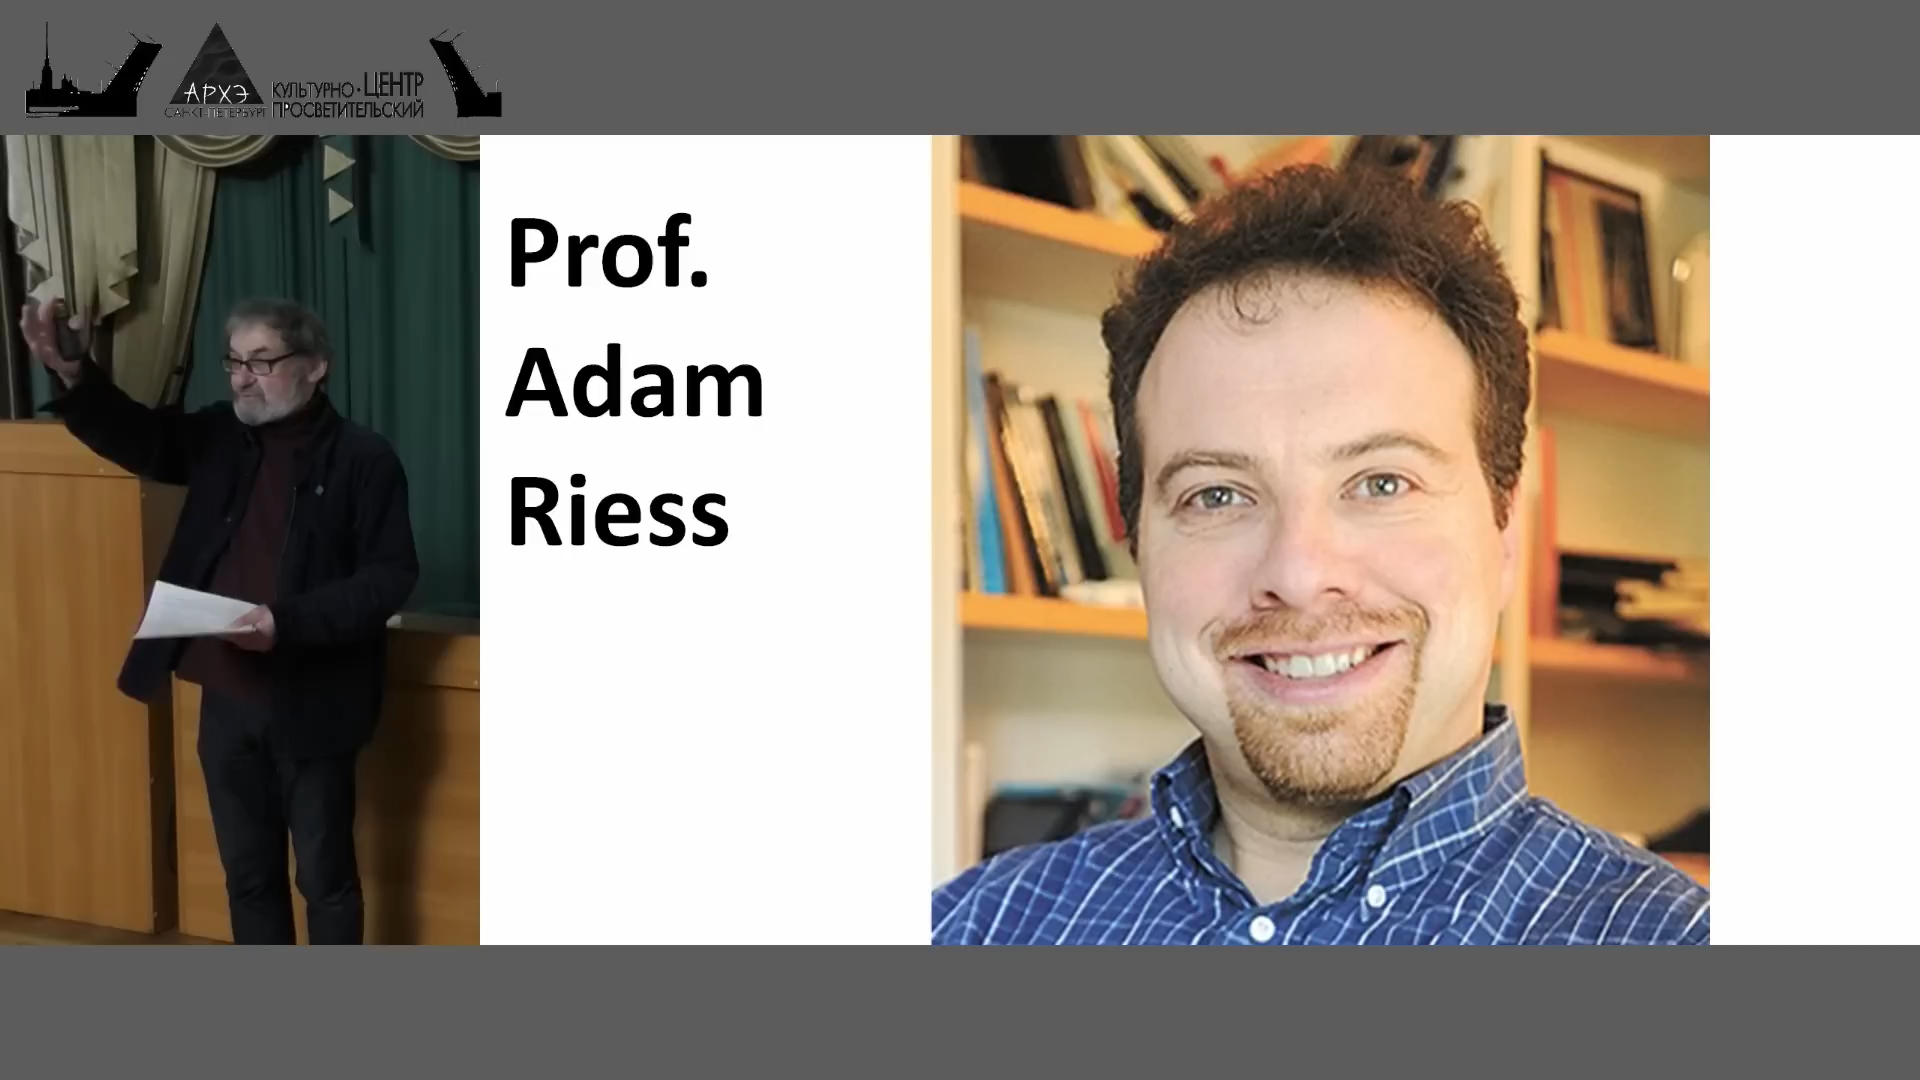 АРХЭ
САНКТ-ПЕТЕРБУРГ
КУЛЬТУРНО-ЦЕНТР
ПРОСВЕТИТЕЛЬСКИЙ
Prof.
Adam
Riess